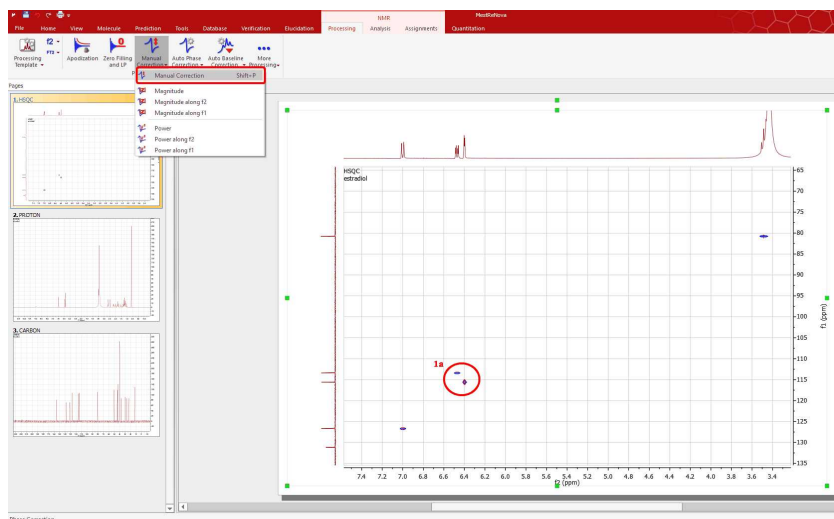 NMR
MestReNova
File Home View Molecule Prediction Tools Database Verification Elucidation Processing Analysis Assignments Quantitation
Processing Template
f2
FT2
Apodization
Zero Filling and LP
Manual Correction
Auto Phase Correction
Auto Baseline Correction
More Processing
Manual Correction Shift+P
Magnitude
Magnitude along f2
Magnitude along f1
Power
Power along f2
Power along f1
Pages
1. HSQC
2. PROTON
3. CARBON
HSQC
estradiol
1a
65
70
75
80
85
90
95
100
105
110
115
120
125
130
135
f1 (ppm)
7.4 7.2 7.0 6.8 6.6 6.4 6.2 6.0 5.8 5.6 5.4 5.2 5.0 4.8 4.6 4.4 4.2 4.0 3.8 3.6 3.4
f2 (ppm)